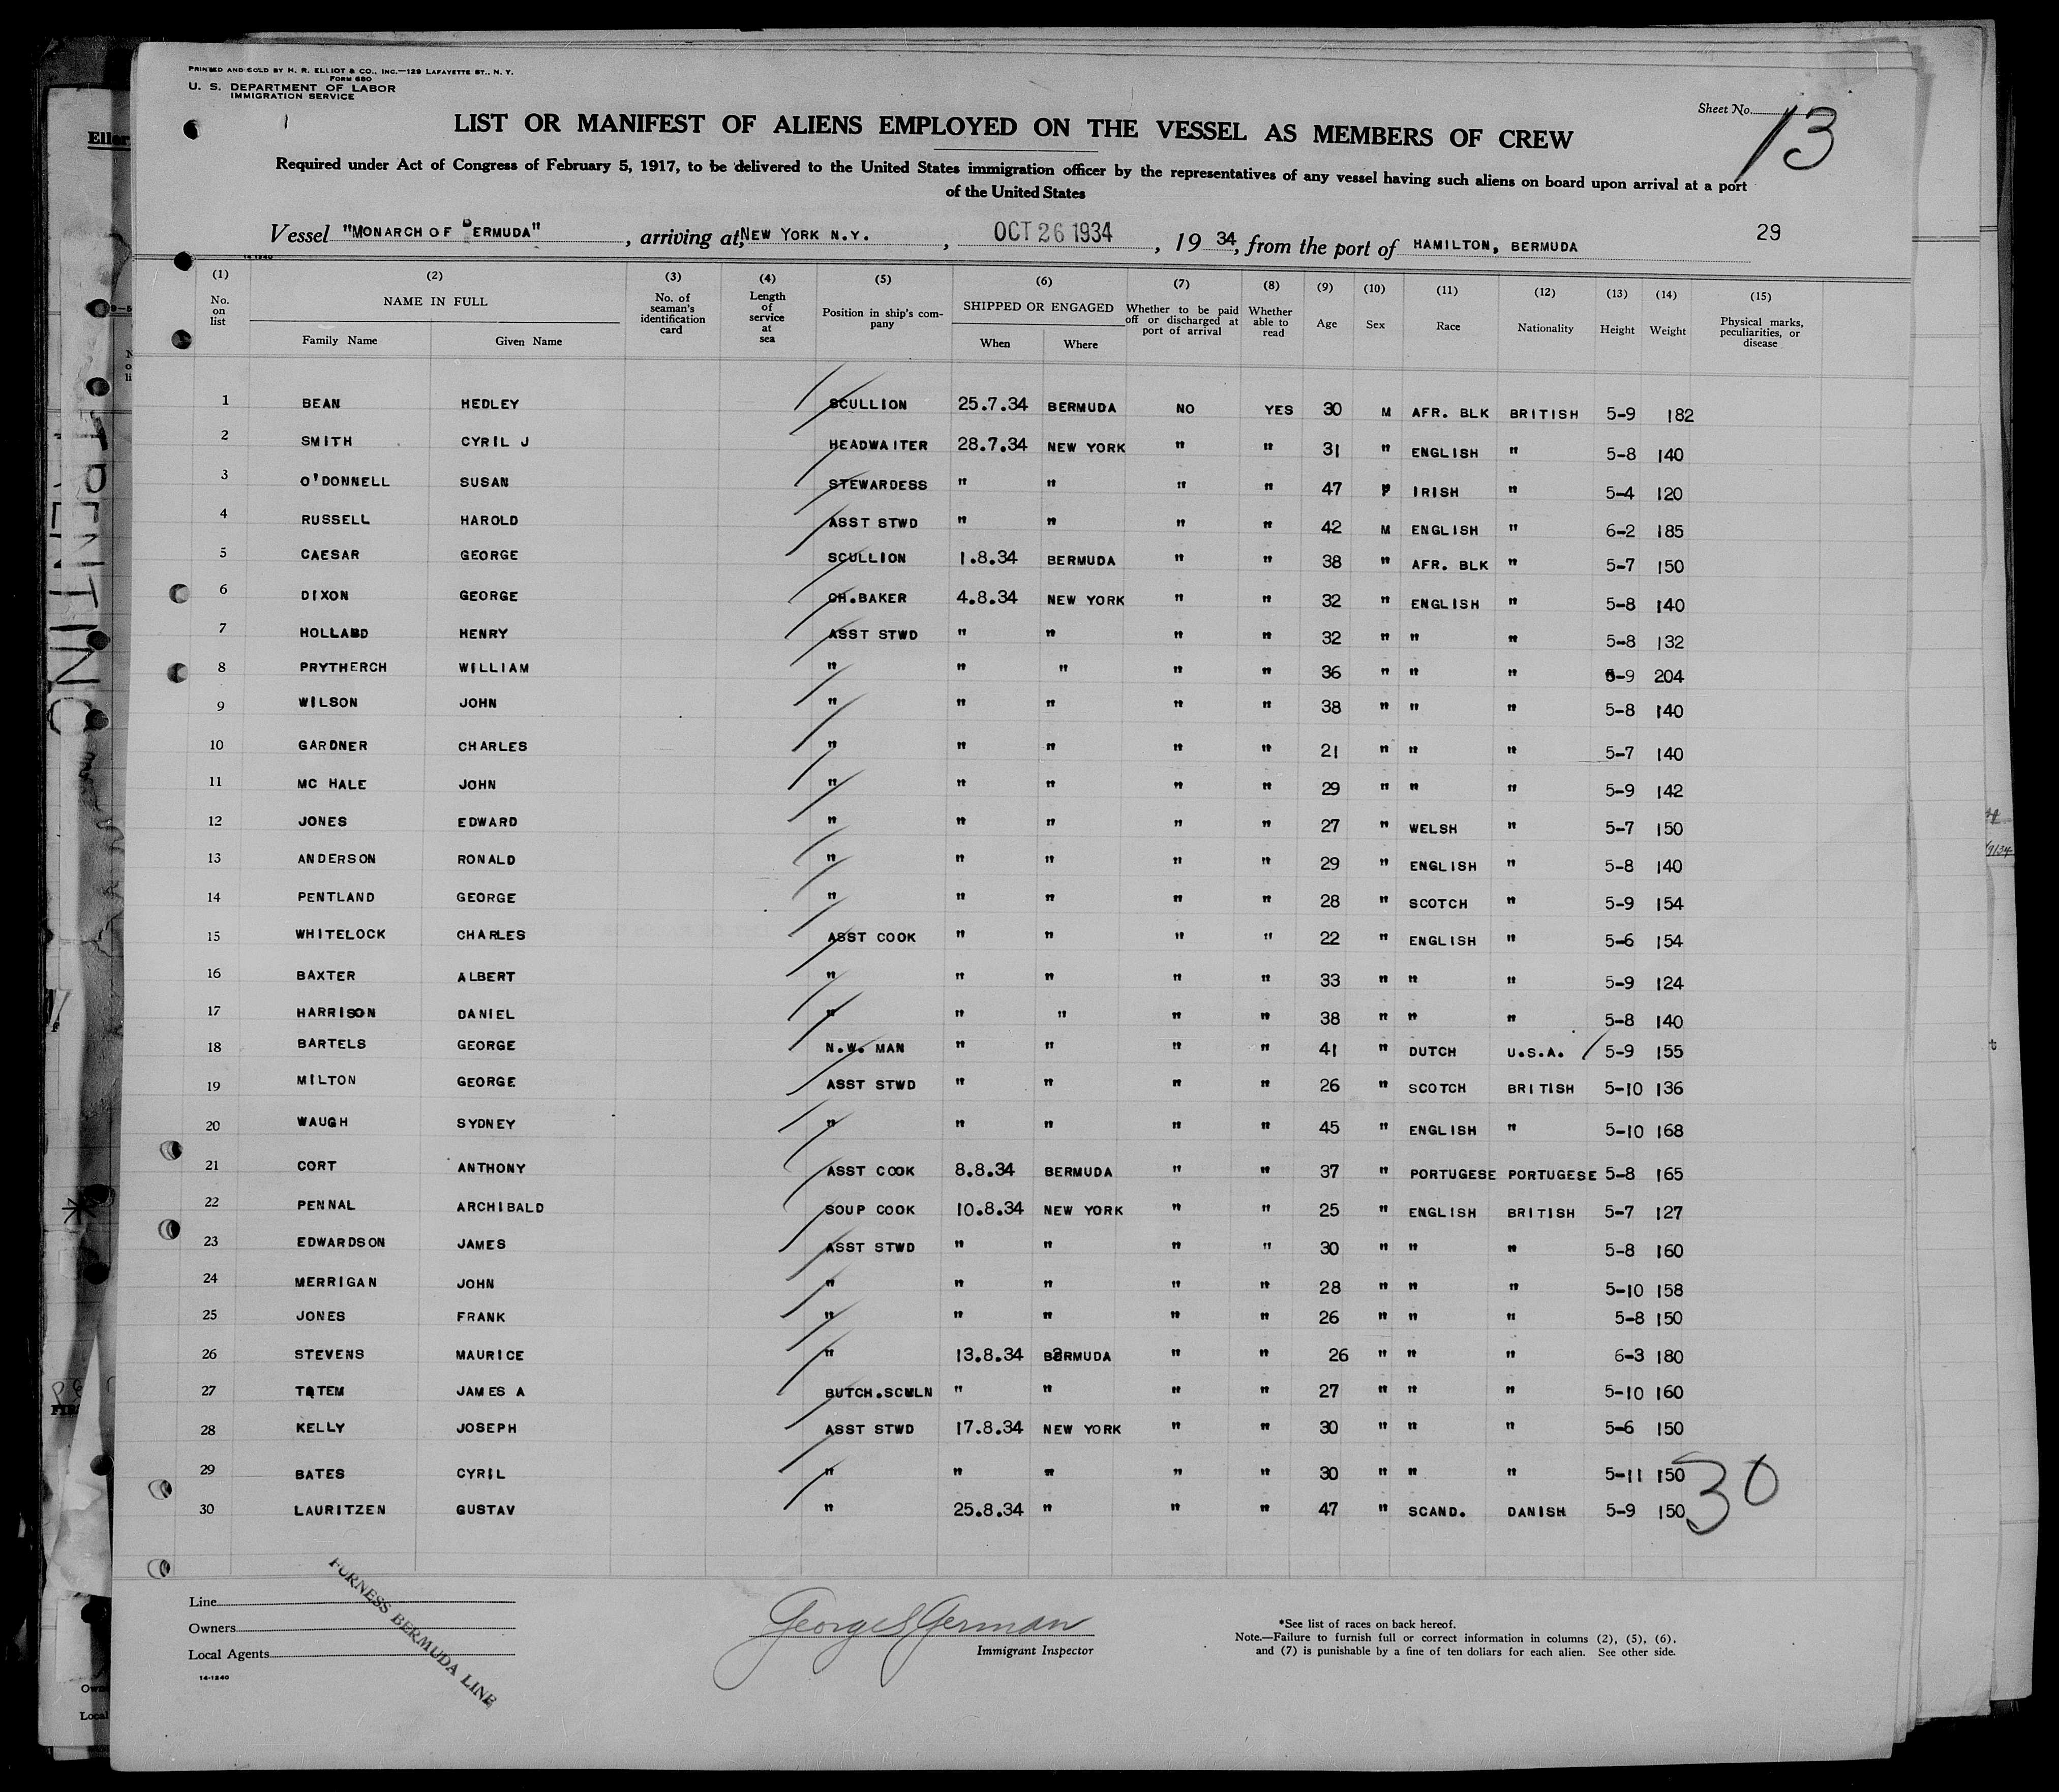 PRINTED AND SOLD BY H. R. ELLIOT & CO., INC.—129 LAFAYETTE ST., N. Y.
FORM 680
U. S. DEPARTMENT OF LABOR
IMMIGRATION SERVICE
Sheet No. 13
LIST OR MANIFEST OF ALIENS EMPLOYED ON THE VESSEL AS MEMBERS OF CREW
Required under Act of Congress of February 5, 1917, to be delivered to the United States immigration officer by the representatives of any vessel having such aliens on board upon arrival at a port
of the United States
Vessel "MONARCH OF BERMUDA", arriving at, NEW YORK N.Y., OCT 26 1934, 19 34, from the port of HAMILTON, BERMUDA 29
14-1240
(1) (2) (3) (4) (5) (6) (7) (8) (9) (10) (11) (12) (13) (14) (15)
No. on list NAME IN FULL Family Name Given Name No. of seaman's identification card Length of service at sea Position in ship's company SHIPPED OR ENGAGED When Where Whether to be paid off or discharged at port of arrival Whether able to read Age Sex Race Nationality Height Weight Physical marks, peculiarities, or disease
1 BEAN HEDLEY SCULLION 25.7.34 BERMUDA NO YES 30 M AFR. BLK BRITISH 5-9 182
2 SMITH CYRIL J HEADWAITER 28.7.34 NEW YORK " " 31 " ENGLISH " 5-8 140
3 O'DONNELL SUSAN STEWARDESS " " " " 47 F IRISH " 5-4 120
4 RUSSELL HAROLD ASST STWD " " " " 42 M ENGLISH " 6-2 185
5 CAESAR GEORGE SCULLION 1.8.34 BERMUDA " " 38 " AFR. BLK " 5-7 150
6 DIXON GEORGE CH.BAKER 4.8.34 NEW YORK " " 32 " ENGLISH " 5-8 140
7 HOLLAND HENRY ASST STWD " " " " 32 " " " 5-8 132
8 PRYTHERCH WILLIAM " " " " " 36 " " " 5-9 204
9 WILSON JOHN " " " " " 38 " " " 5-8 140
10 GARDNER CHARLES " " " " " 21 " " " 5-7 140
11 MC HALE JOHN " " " " " 29 " " " 5-9 142
12 JONES EDWARD " " " " " 27 " WELSH " 5-7 150
13 ANDERSON RONALD " " " " " 29 " ENGLISH " 5-8 140
14 PENTLAND GEORGE " " " " " 28 " SCOTCH " 5-9 154
15 WHITELOCK CHARLES ASST COOK " " " " 22 " ENGLISH " 5-6 154
16 BAXTER ALBERT " " " " " 33 " " " 5-9 124
17 HARRISON DANIEL " " " " " 38 " " " 5-8 140
18 BARTELS GEORGE N.W. MAN " " " " 41 " DUTCH U.S.A. 5-9 155
19 MILTON GEORGE ASST STWD " " " " 26 " SCOTCH BRITISH 5-10 136
20 WAUGH SYDNEY " " " " " 45 " ENGLISH " 5-10 168
21 CORT ANTHONY ASST COOK 8.8.34 BERMUDA " " 37 " PORTUGESE PORTUGESE 5-8 165
22 PENNAL ARCHIBALD SOUP COOK 10.8.34 NEW YORK " " 25 " ENGLISH BRITISH 5-7 127
23 EDWARDSON JAMES ASST STWD " " " " 30 " " " 5-8 160
24 MERRIGAN JOHN " " " " " 28 " " " 5-10 158
25 JONES FRANK " " " " " 26 " " " 5-8 150
26 STEVENS MAURICE " 13.8.34 BERMUDA " " 26 " " " 6-3 180
27 TATEM JAMES A BUTCH.SCULN " " " " 27 " " " 5-10 160
28 KELLY JOSEPH ASST STWD 17.8.34 NEW YORK " " 30 " " " 5-6 150
29 BATES CYRIL " " " " " 30 " " " 5-11 150
30 LAURITZEN GUSTAV " 25.8.34 " " " 47 " SCAND. DANISH 5-9 150
30
Line
Owners
Local Agents
14-1240
FURNESS BERMUDA LINE
George S German
Immigrant Inspector
*See list of races on back hereof.
Note.—Failure to furnish full or correct information in columns (2), (5), (6),
and (7) is punishable by a fine of ten dollars for each alien. See other side.